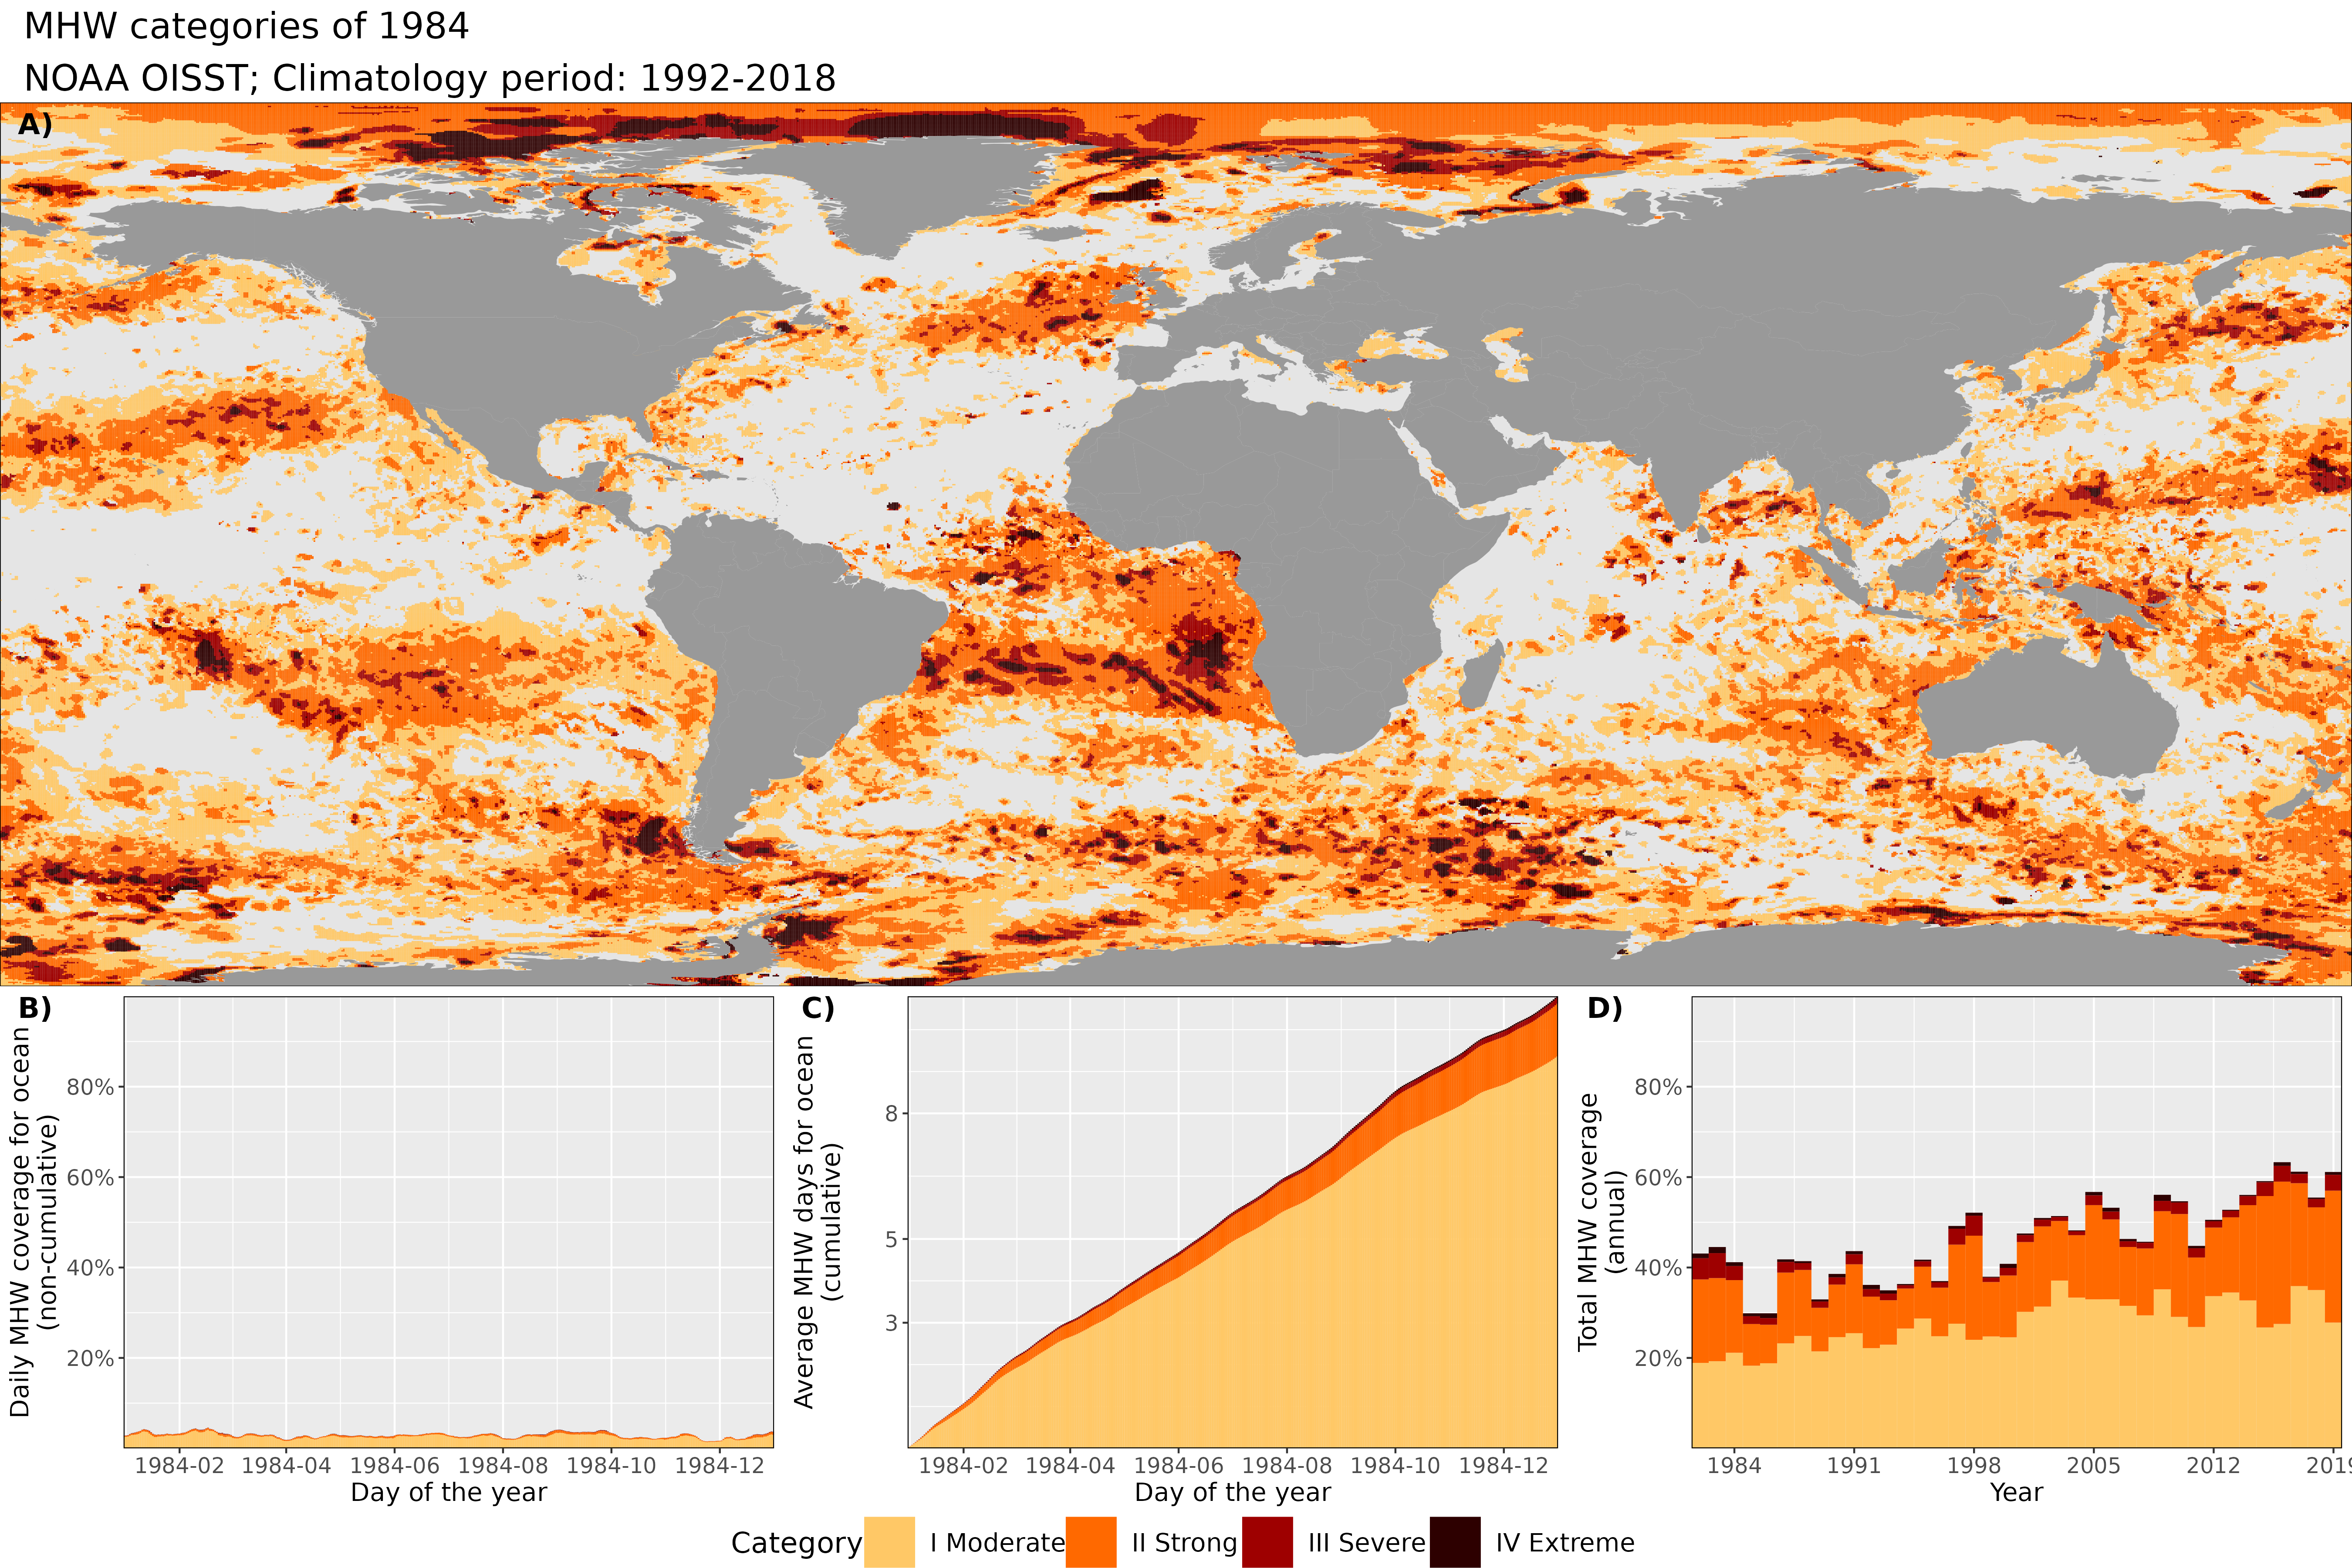 MHW categories of 1984
NOAA OISST; Climatology period: 1992-2018
A)
B)
Daily MHW coverage for ocean
(non-cumulative)
80%
60%
40%
20%
1984-02 1984-04 1984-06 1984-08 1984-10 1984-12
Day of the year
C)
Average MHW days for ocean
(cumulative)
8
5
3
1984-02 1984-04 1984-06 1984-08 1984-10 1984-12
Day of the year
D)
Total MHW coverage
(annual)
80%
60%
40%
20%
1984 1991 1998 2005 2012 2019
Year
Category I Moderate II Strong III Severe IV Extreme